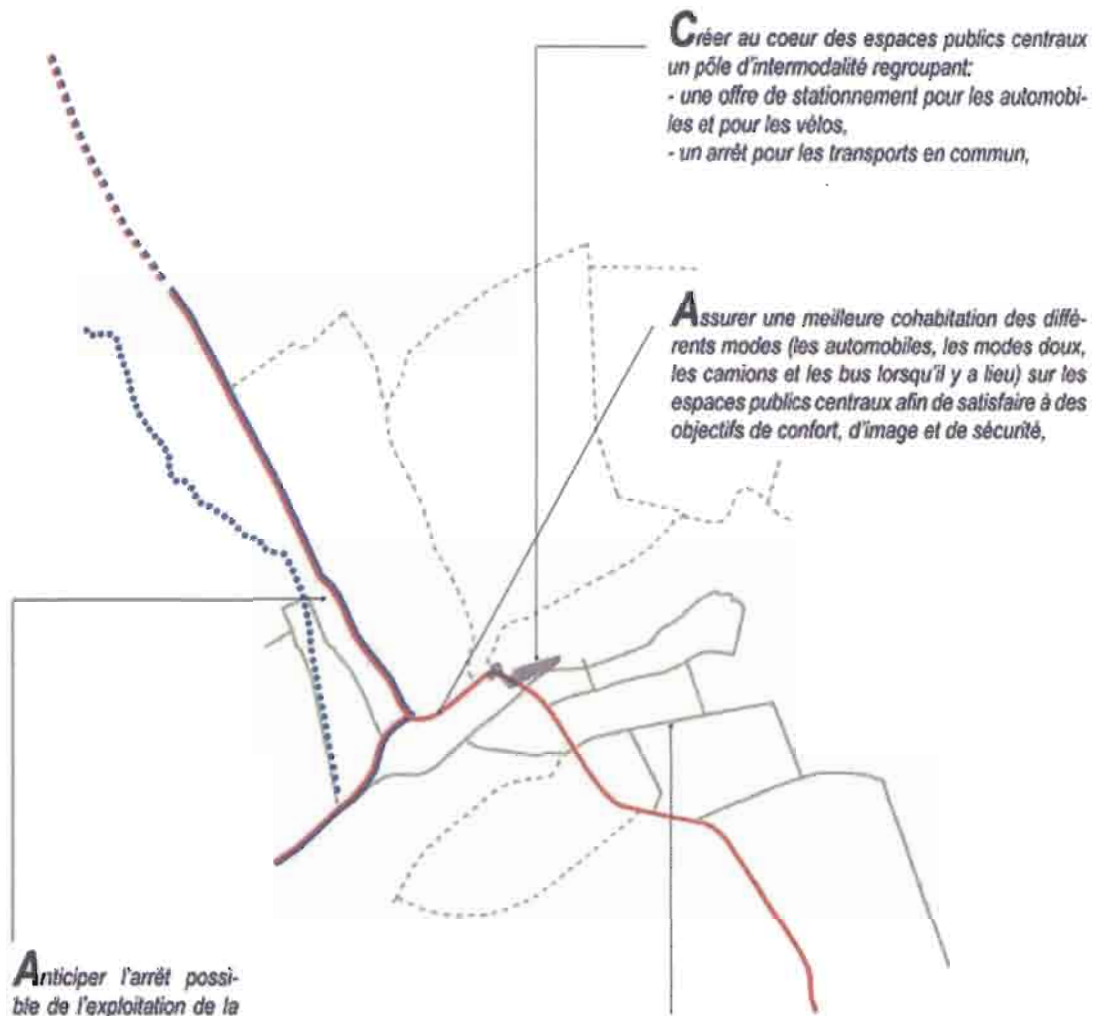 Créer au coeur des espaces publics centraux
un pôle d'intermodalité regroupant:
- une offre de stationnement pour les automobi-
les et pour les vélos,
- un arrêt pour les transports en commun,
Assurer une meilleure cohabitation des diffé-
rents modes (les automobiles, les modes doux,
les camions et les bus lorsqu'il y a lieu) sur les
espaces publics centraux afin de satisfaire à des
objectifs de confort, d'image et de sécurité,
Anticiper l'arrêt possi-
ble de l'exploitation de la